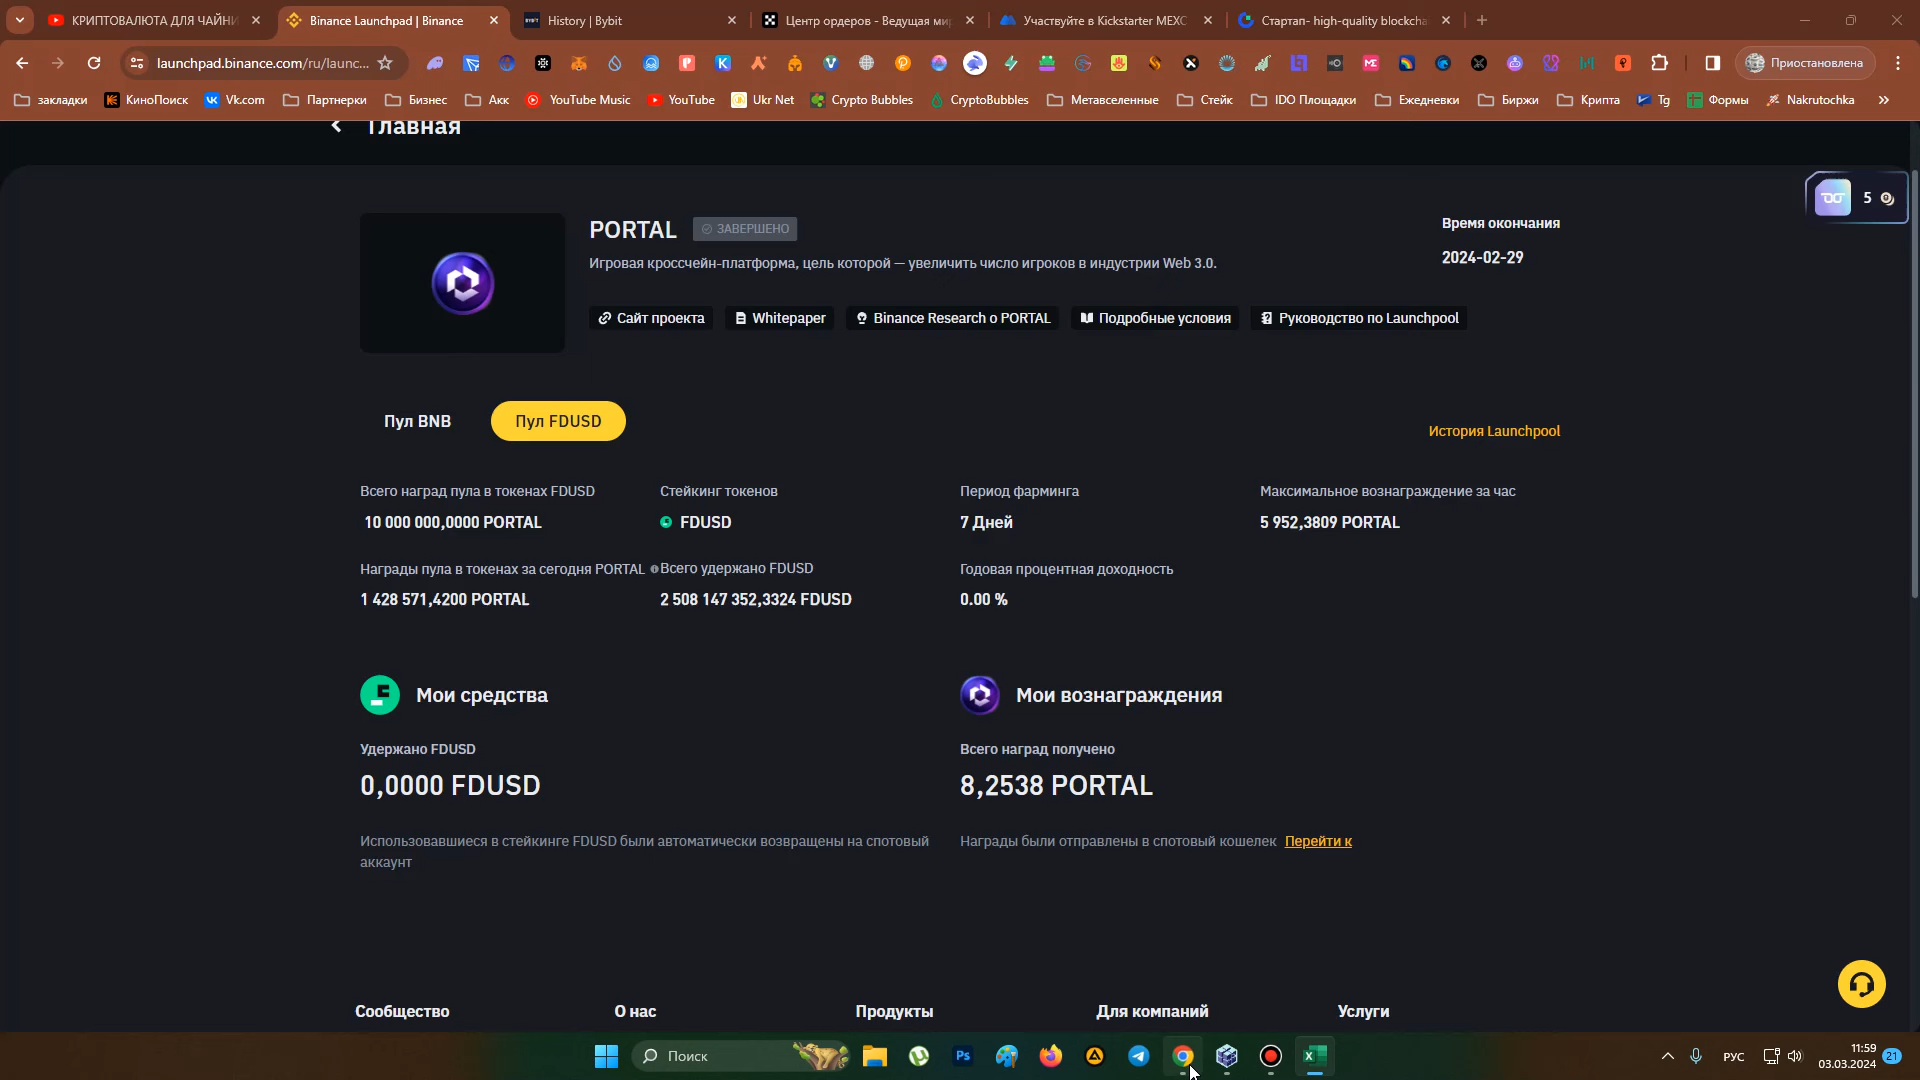 КРИПТОВАЛЮТА ДЛЯ ЧАЙНИ
Binance Launchpad | Binance
History | Bybit
Центр ордеров - Ведущая ми
Участвуйте в Kickstarter MEXC
Стартап- high-quality blockcha
launchpad.binance.com/ru/launc...
Приостановлена
закладки
КиноПоиск
Vk.com
Партнерки
Бизнес
Акк
YouTube Music
YouTube
Ukr Net
Crypto Bubbles
CryptoBubbles
Метавселенные
Стейк
IDO Площадки
Ежедневки
Биржи
Крипта
Tg
Формы
Nakrutochka
Главная
5
PORTAL
ЗАВЕРШЕНО
Время окончания
Игровая кроссчейн-платформа, цель которой — увеличить число игроков в индустрии Web 3.0.
2024-02-29
Сайт проекта
Whitepaper
Binance Research о PORTAL
Подробные условия
Руководство по Launchpool
Пул BNB
Пул FDUSD
История Launchpool
Всего наград пула в токенах FDUSD
Стейкинг токенов
Период фарминга
Максимальное вознаграждение за час
10 000 000,0000 PORTAL
FDUSD
7 Дней
5 952,3809 PORTAL
Награды пула в токенах за сегодня PORTAL
Всего удержано FDUSD
Годовая процентная доходность
1 428 571,4200 PORTAL
2 508 147 352,3324 FDUSD
0.00 %
Мои средства
Мои вознаграждения
Удержано FDUSD
Всего наград получено
0,0000 FDUSD
8,2538 PORTAL
Использовавшиеся в стейкинге FDUSD были автоматически возвращены на спотовый
аккаунт
Награды были отправлены в спотовый кошелек Перейти к
Сообщество
О нас
Продукты
Для компаний
Услуги
Поиск
РУС
11:59
03.03.2024
21